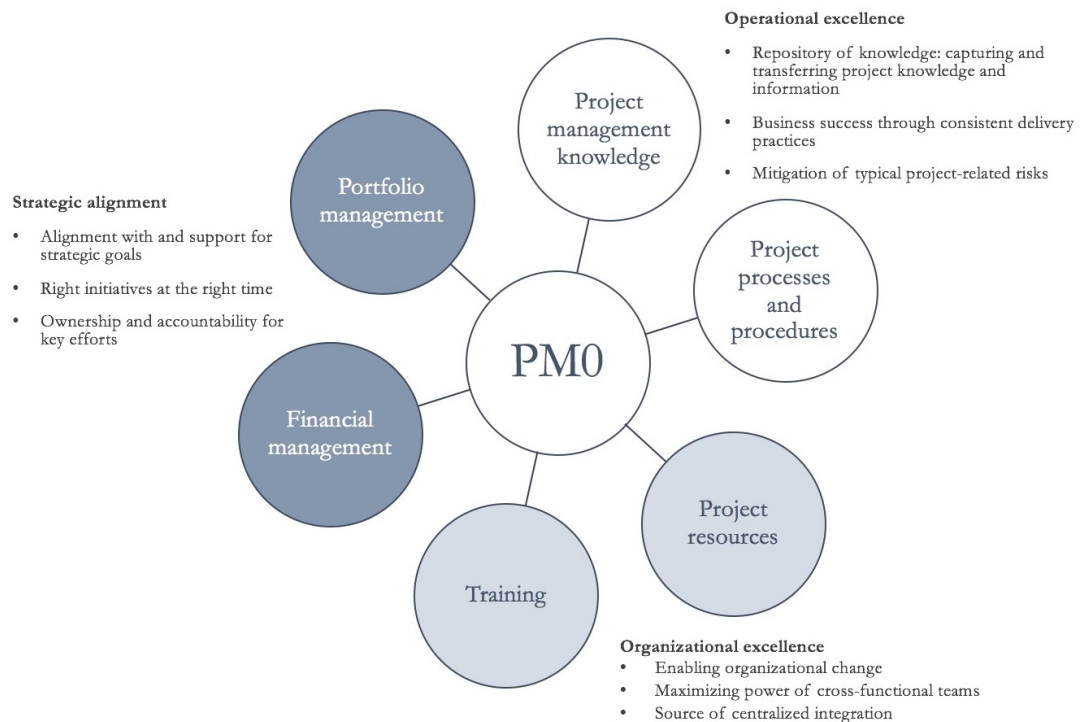 Operational excellence
• Repository of knowledge: capturing and
transferring project knowledge and
information
• Business success through consistent delivery
practices
• Mitigation of typical project-related risks
Project
management
knowledge
Portfolio
management
Strategic alignment
• Alignment with and support for
strategic goals
• Right initiatives at the right time
• Ownership and accountability for
key efforts
Project
processes
and
procedures
PM0
Financial
management
Project
resources
Training
Organizational excellence
• Enabling organizational change
• Maximizing power of cross-functional teams
• Source of centralized integration